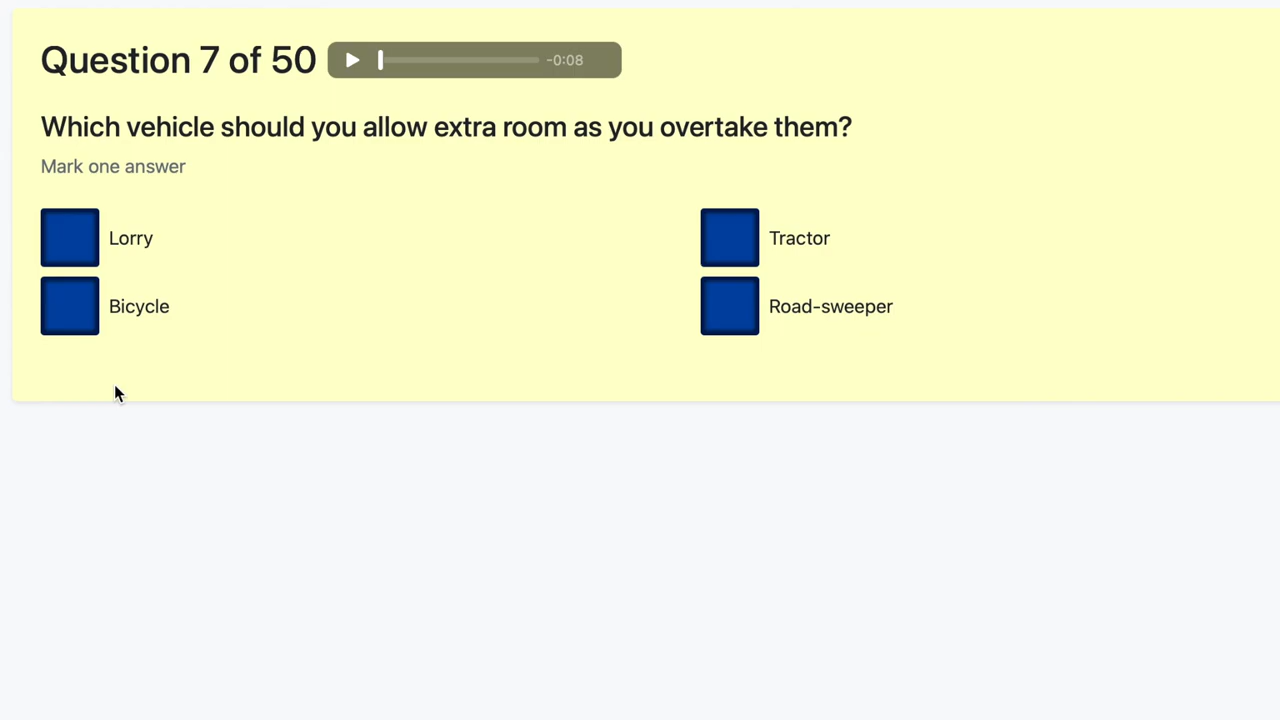 Question 7 of 50 -0:08
Which vehicle should you allow extra room as you overtake them?
Mark one answer
Lorry
Tractor
Bicycle
Road-sweeper